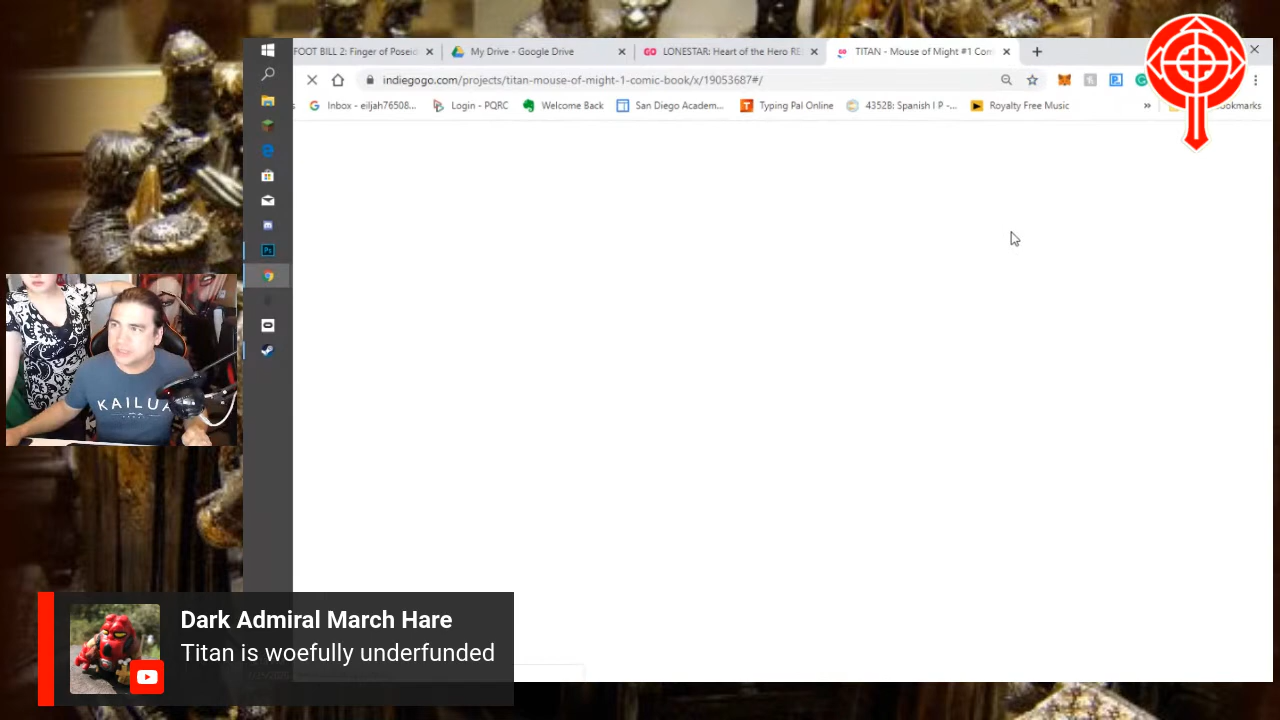 FOOT BILL 2: Finger of Poseid
My Drive - Google Drive
LONESTAR: Heart of the Hero RE
TITAN - Mouse of Might #1 Com
indiegogo.com/projects/titan-mouse-of-might-1-comic-book/x/19053687#/
Inbox - eiljah76508...
Login - PQRC
Welcome Back
San Diego Academ...
Typing Pal Online
4352B: Spanish I P -...
Royalty Free Music
»
ookmarks
KAILUA
Dark Admiral March Hare
Titan is woefully underfunded